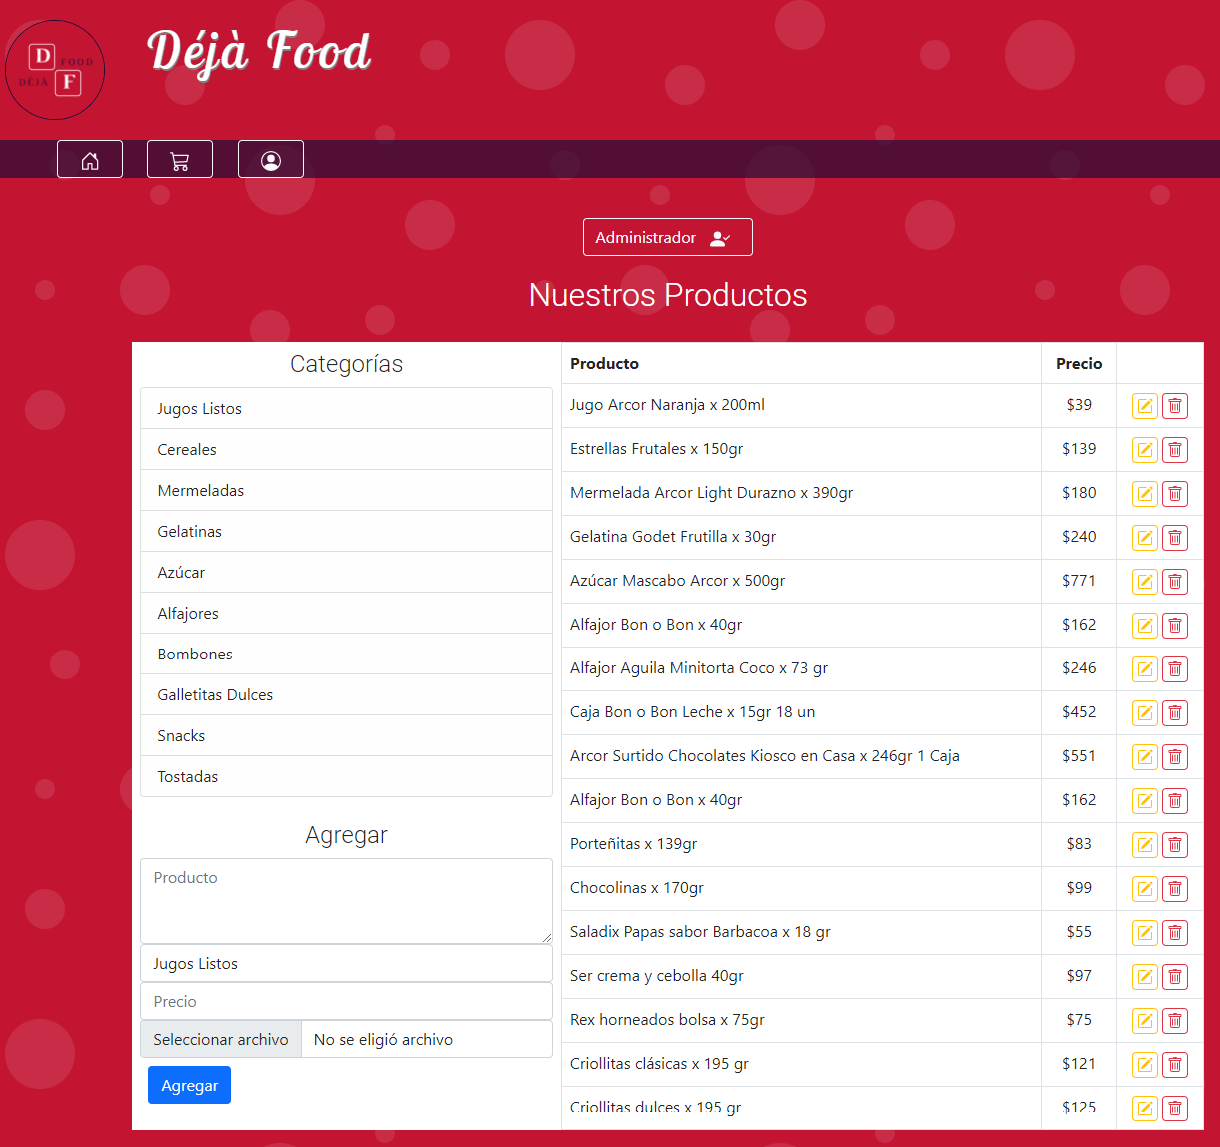 D FOOD
DÉJÀ F
Déjà Food
Administrador
Nuestros Productos
Categorías
Jugos Listos
Cereales
Mermeladas
Gelatinas
Azúcar
Alfajores
Bombones
Galletitas Dulces
Snacks
Tostadas
Agregar
Producto
Jugos Listos
Precio
Seleccionar archivo No se eligió archivo
Agregar
Producto Precio
Jugo Arcor Naranja x 200ml $39
Estrellas Frutales x 150gr $139
Mermelada Arcor Light Durazno x 390gr $180
Gelatina Godet Frutilla x 30gr $240
Azúcar Mascabo Arcor x 500gr $771
Alfajor Bon o Bon x 40gr $162
Alfajor Aguila Minitorta Coco x 73 gr $246
Caja Bon o Bon Leche x 15gr 18 un $452
Arcor Surtido Chocolates Kiosco en Casa x 246gr 1 Caja $551
Alfajor Bon o Bon x 40gr $162
Porteñitas x 139gr $83
Chocolinas x 170gr $99
Saladix Papas sabor Barbacoa x 18 gr $55
Ser crema y cebolla 40gr $97
Rex horneados bolsa x 75gr $75
Criollitas clásicas x 195 gr $121
Criollitas dulces x 195 gr $125